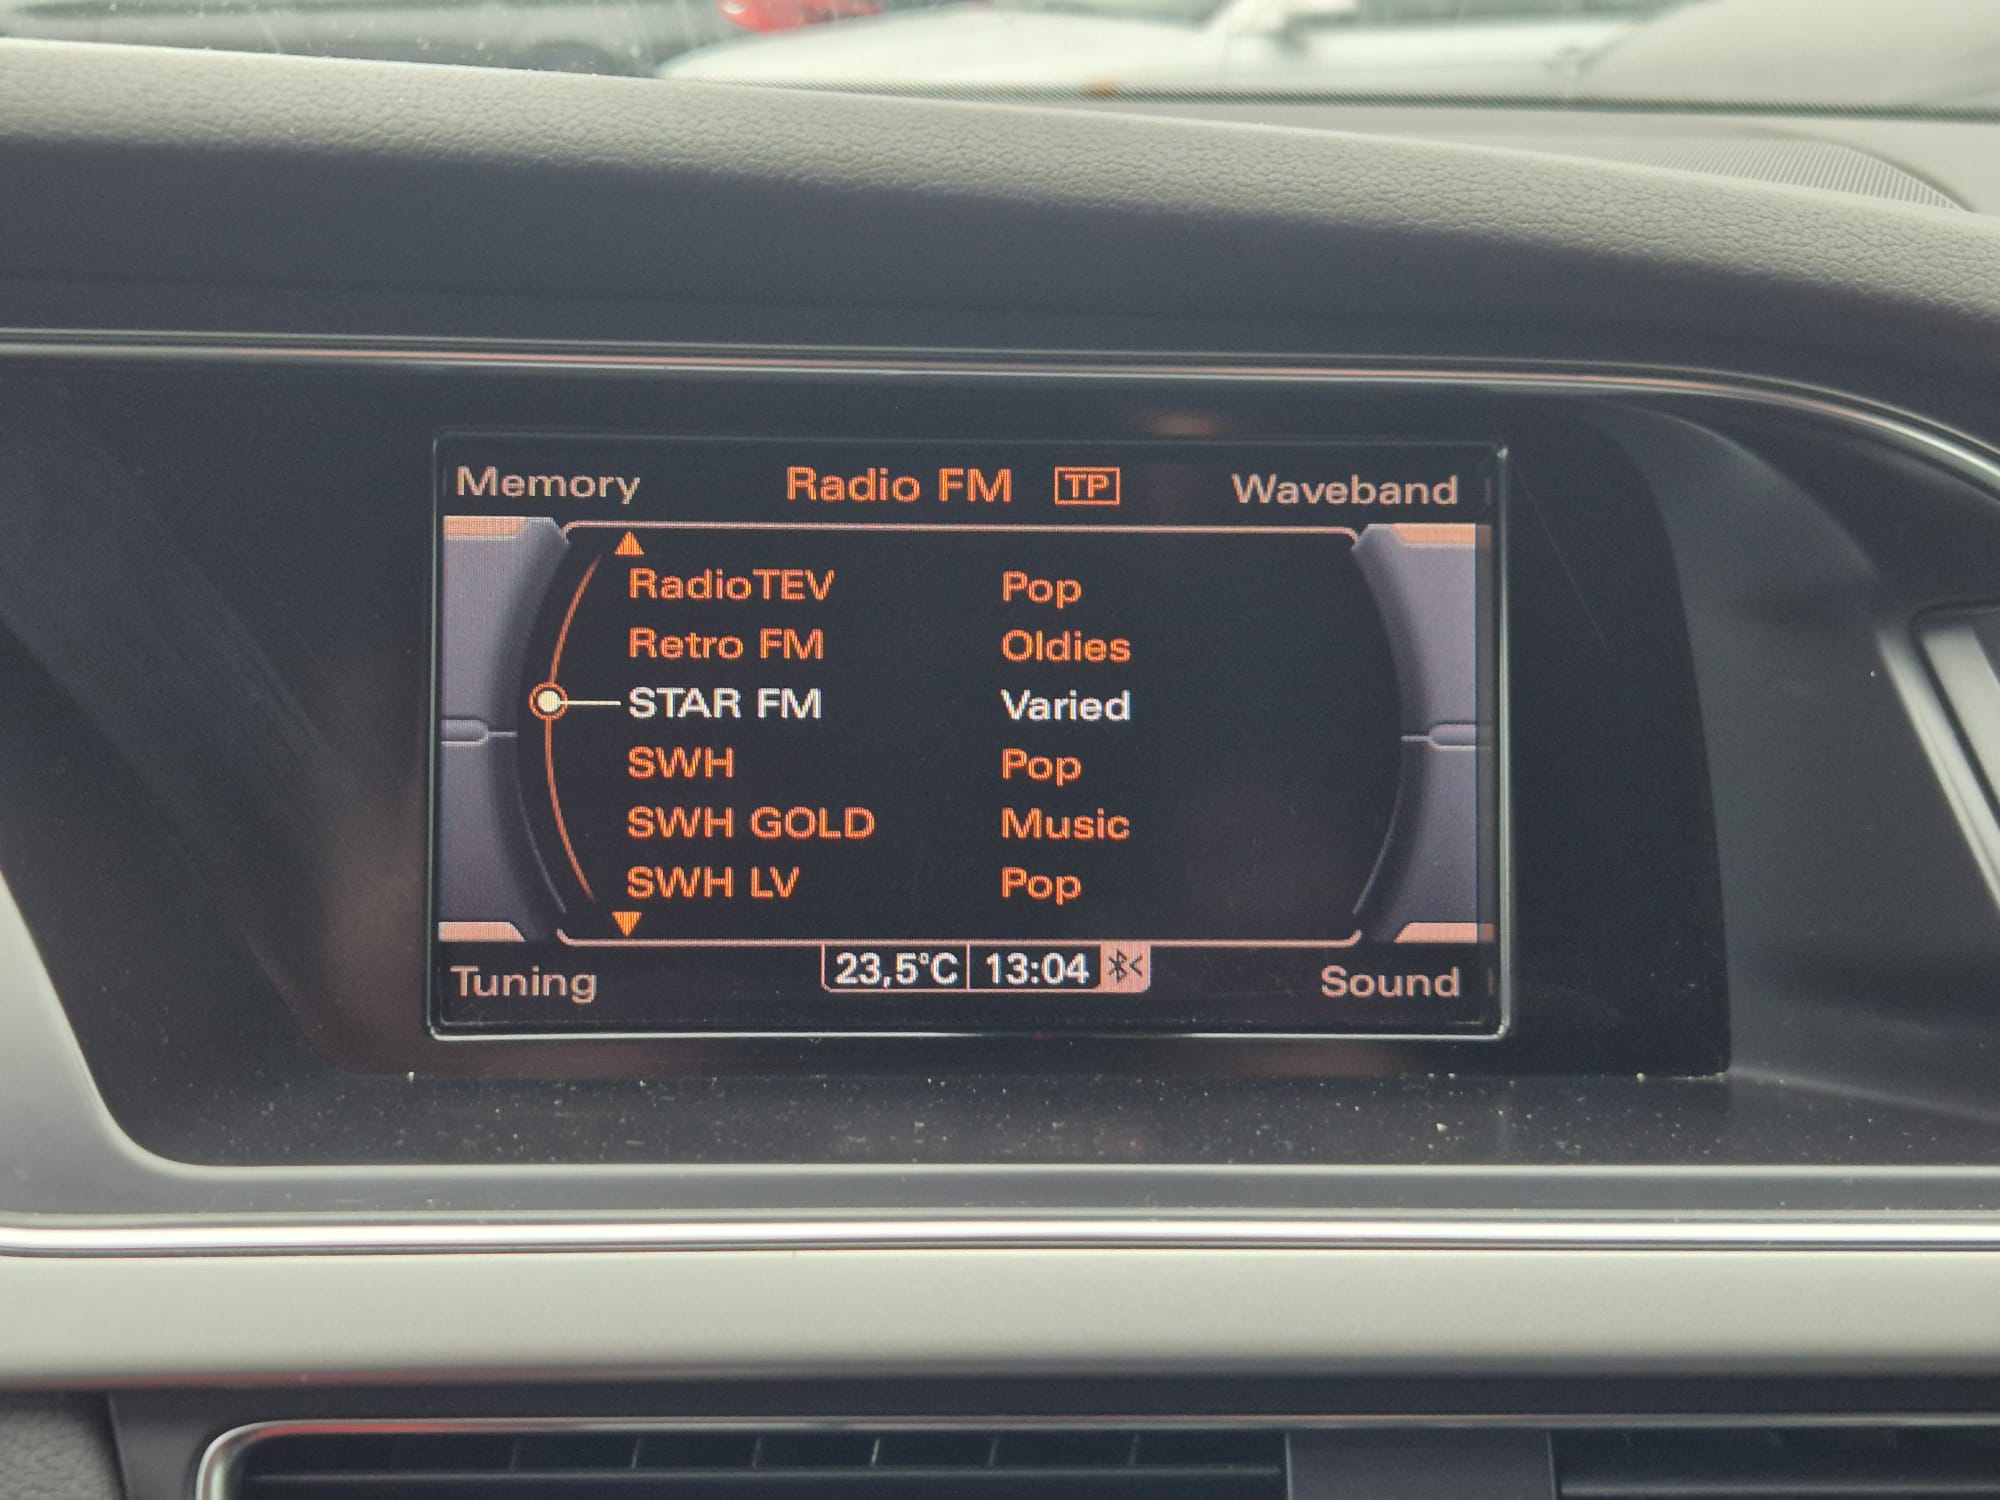 Memory Radio FM TP Waveband
RadioTEV Pop
Retro FM Oldies
STAR FM Varied
SWH Pop
SWH GOLD Music
SWH LV Pop
Tuning 23,5°C 13:04 Sound